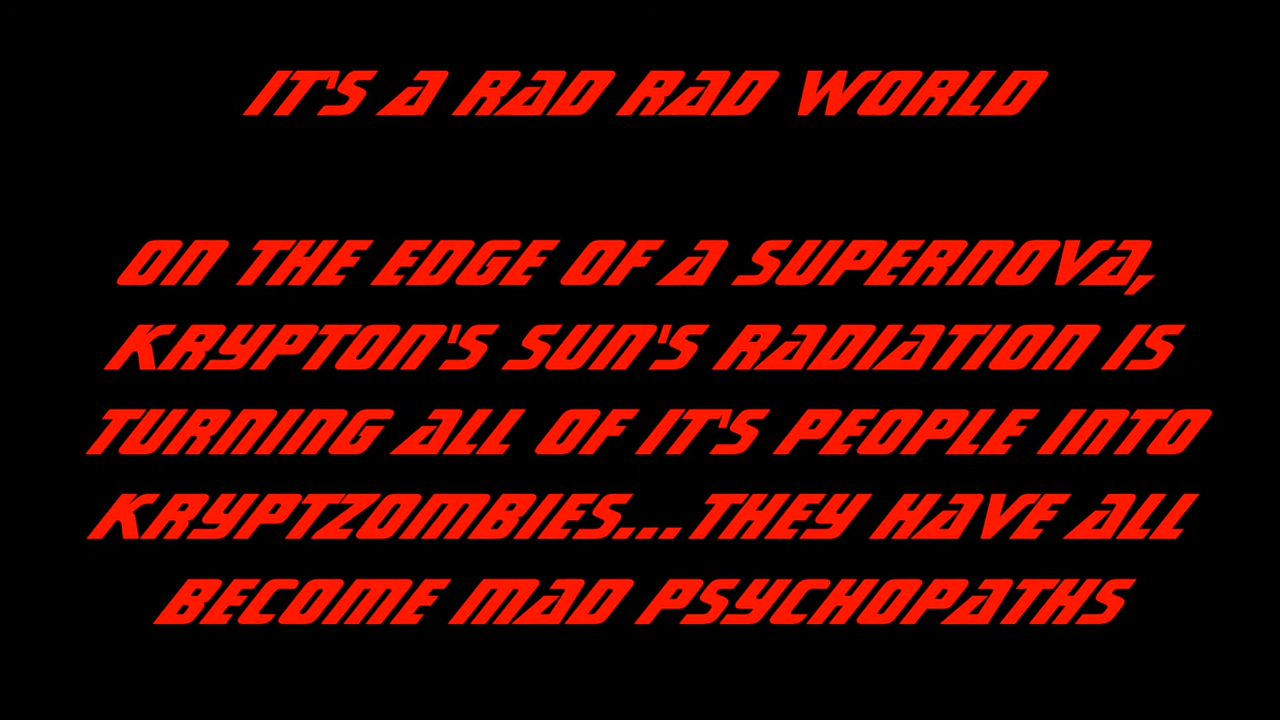 IT'S A RAD RAD WORLD
ON THE EDGE OF A SUPERNOVA,
KRYPTON'S SUN'S RADIATION IS
TURNING ALL OF IT'S PEOPLE INTO
KRYPTZOMBIES...THEY HAVE ALL
BECOME MAD PSYCHOPATHS